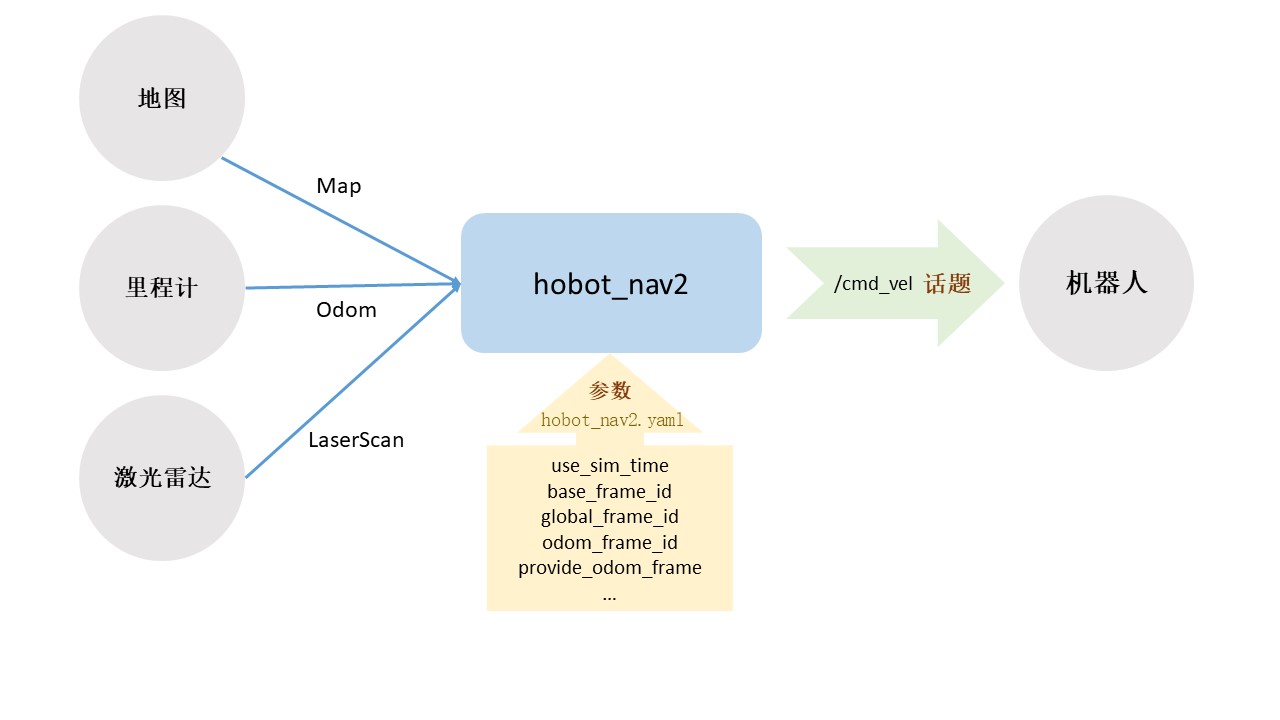 地图
Map
里程计
Odom
激光雷达
LaserScan
hobot_nav2
/cmd_vel 话题
机器人
参数
hobot_nav2.yaml
use_sim_time
base_frame_id
global_frame_id
odom_frame_id
provide_odom_frame
...